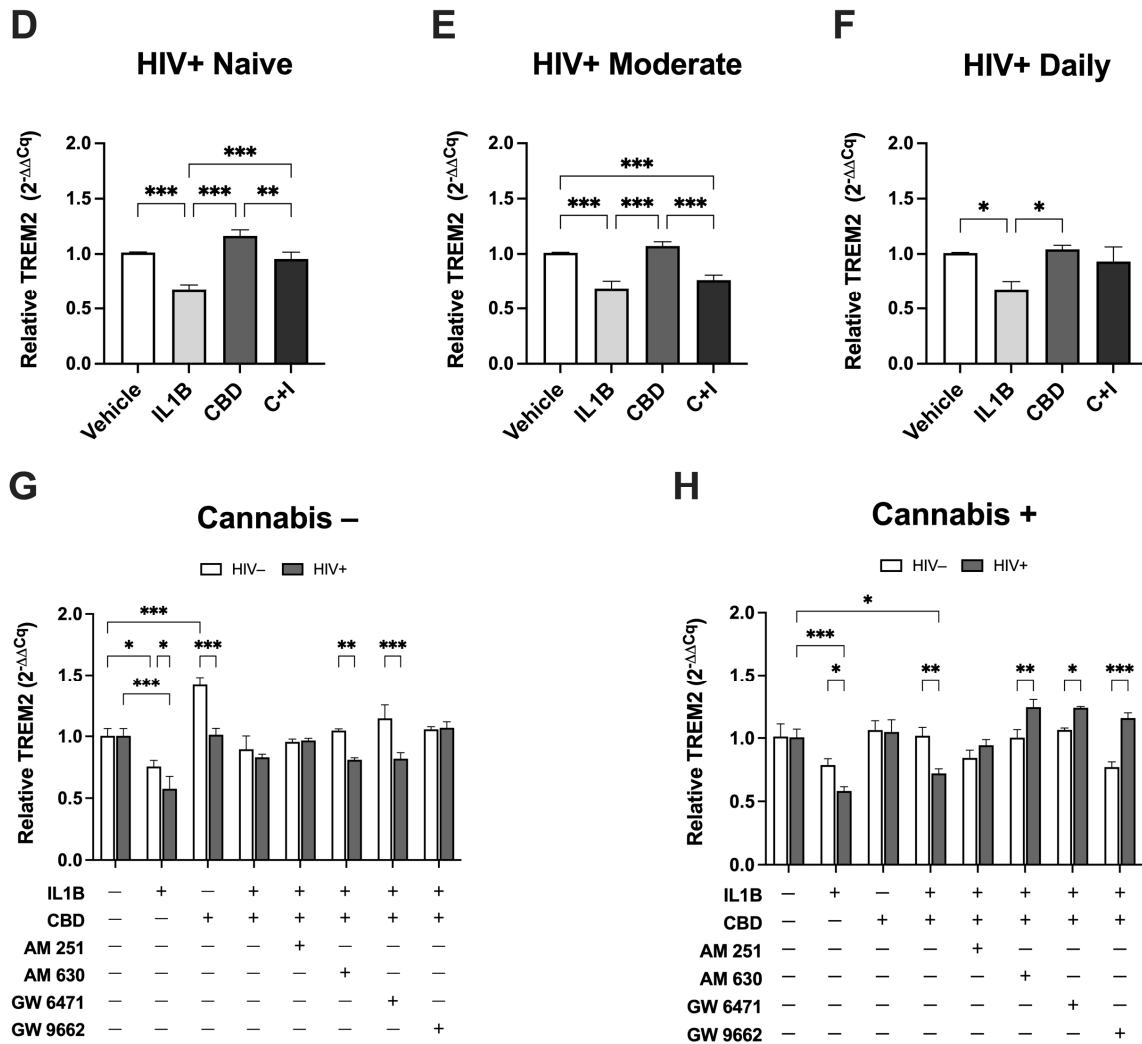 D
HIV+ Naive
Relative TREM2 (2^-ΔΔCq)
2.0
1.5
1.0
0.5
0.0
***
*** *** **
Vehicle IL1B CBD C+I
E
HIV+ Moderate
Relative TREM2 (2^-ΔΔCq)
2.0
1.5
1.0
0.5
0.0
***
*** *** ***
Vehicle IL1B CBD C+I
F
HIV+ Daily
Relative TREM2 (2^-ΔΔCq)
2.0
1.5
1.0
0.5
0.0
* *
Vehicle IL1B CBD C+I
G
Cannabis –
HIV– HIV+
Relative TREM2 (2^-ΔΔCq)
2.0
1.5
1.0
0.5
0.0
***
* * *** ** ***
***
IL1B — + — + + + + +
CBD — — + + + + + +
AM 251 — — — — + — — —
AM 630 — — — — — + — —
GW 6471 — — — — — — + —
GW 9662 — — — — — — — +
H
Cannabis +
HIV– HIV+
Relative TREM2 (2^-ΔΔCq)
2.0
1.5
1.0
0.5
0.0
*
***
* ** ** * ***
IL1B — + — + + + + +
CBD — — + + + + + +
AM 251 — — — — + — — —
AM 630 — — — — — + — —
GW 6471 — — — — — — + —
GW 9662 — — — — — — — +